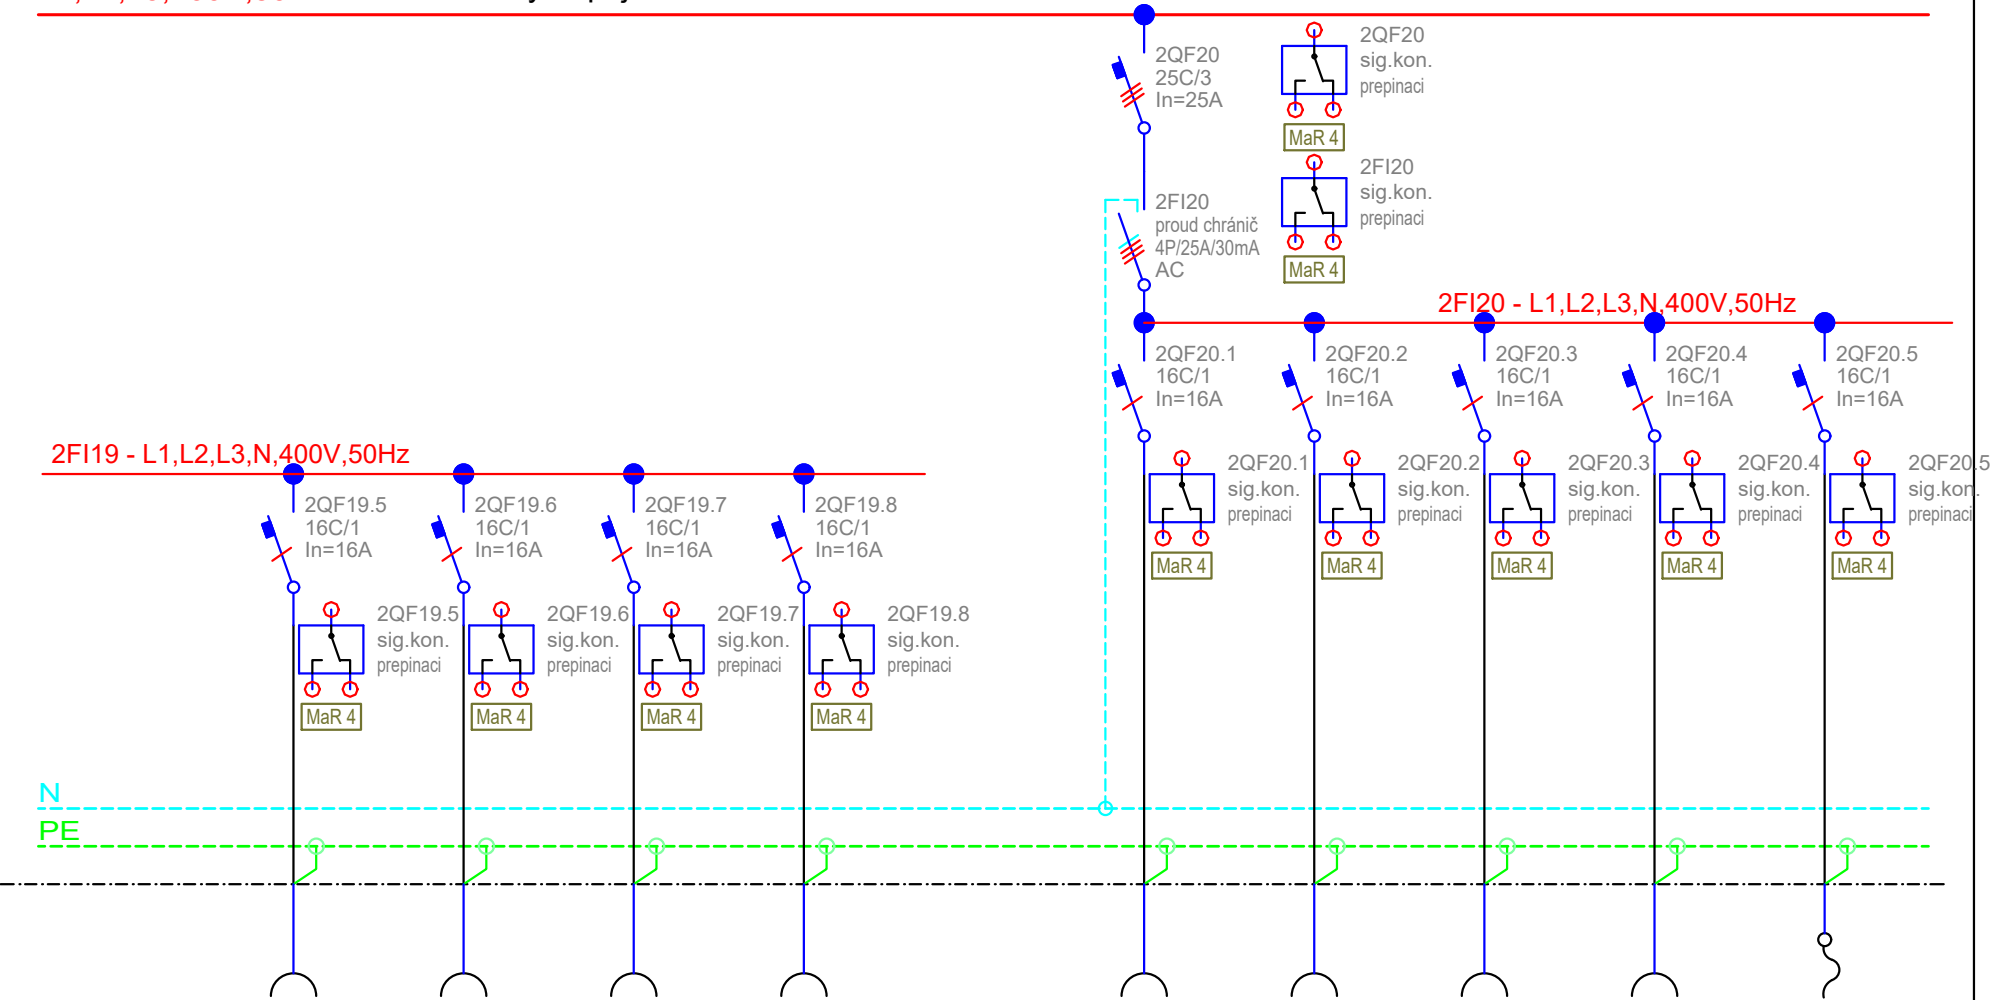 2QF20
25C/3
In=25A
2QF20
sig.kon.
prepinaci
MaR 4
2FI20
proud chránič
4P/25A/30mA
AC
2FI20
sig.kon.
prepinaci
MaR 4
2FI20 - L1,L2,L3,N,400V,50Hz
2QF20.1
16C/1
In=16A
2QF20.2
16C/1
In=16A
2QF20.3
16C/1
In=16A
2QF20.4
16C/1
In=16A
2QF20.5
16C/1
In=16A
2QF20.1
sig.kon.
prepinaci
MaR 4
2QF20.2
sig.kon.
prepinaci
MaR 4
2QF20.3
sig.kon.
prepinaci
MaR 4
2QF20.4
sig.kon.
prepinaci
MaR 4
2QF20.5
sig.kon.
prepinaci
MaR 4
2FI19 - L1,L2,L3,N,400V,50Hz
2QF19.5
16C/1
In=16A
2QF19.6
16C/1
In=16A
2QF19.7
16C/1
In=16A
2QF19.8
16C/1
In=16A
2QF19.5
sig.kon.
prepinaci
MaR 4
2QF19.6
sig.kon.
prepinaci
MaR 4
2QF19.7
sig.kon.
prepinaci
MaR 4
2QF19.8
sig.kon.
prepinaci
MaR 4
N
PE